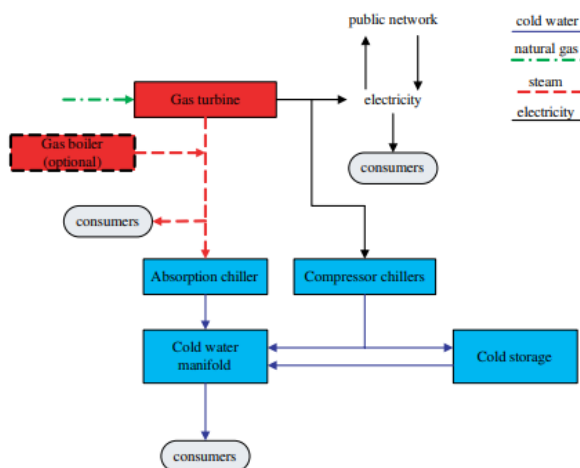 public network
cold water
natural gas
steam
electricity
Gas turbine
electricity
Gas boiler
(optional)
consumers
consumers
Absorption chiller
Compressor chillers
Cold water
manifold
Cold storage
consumers